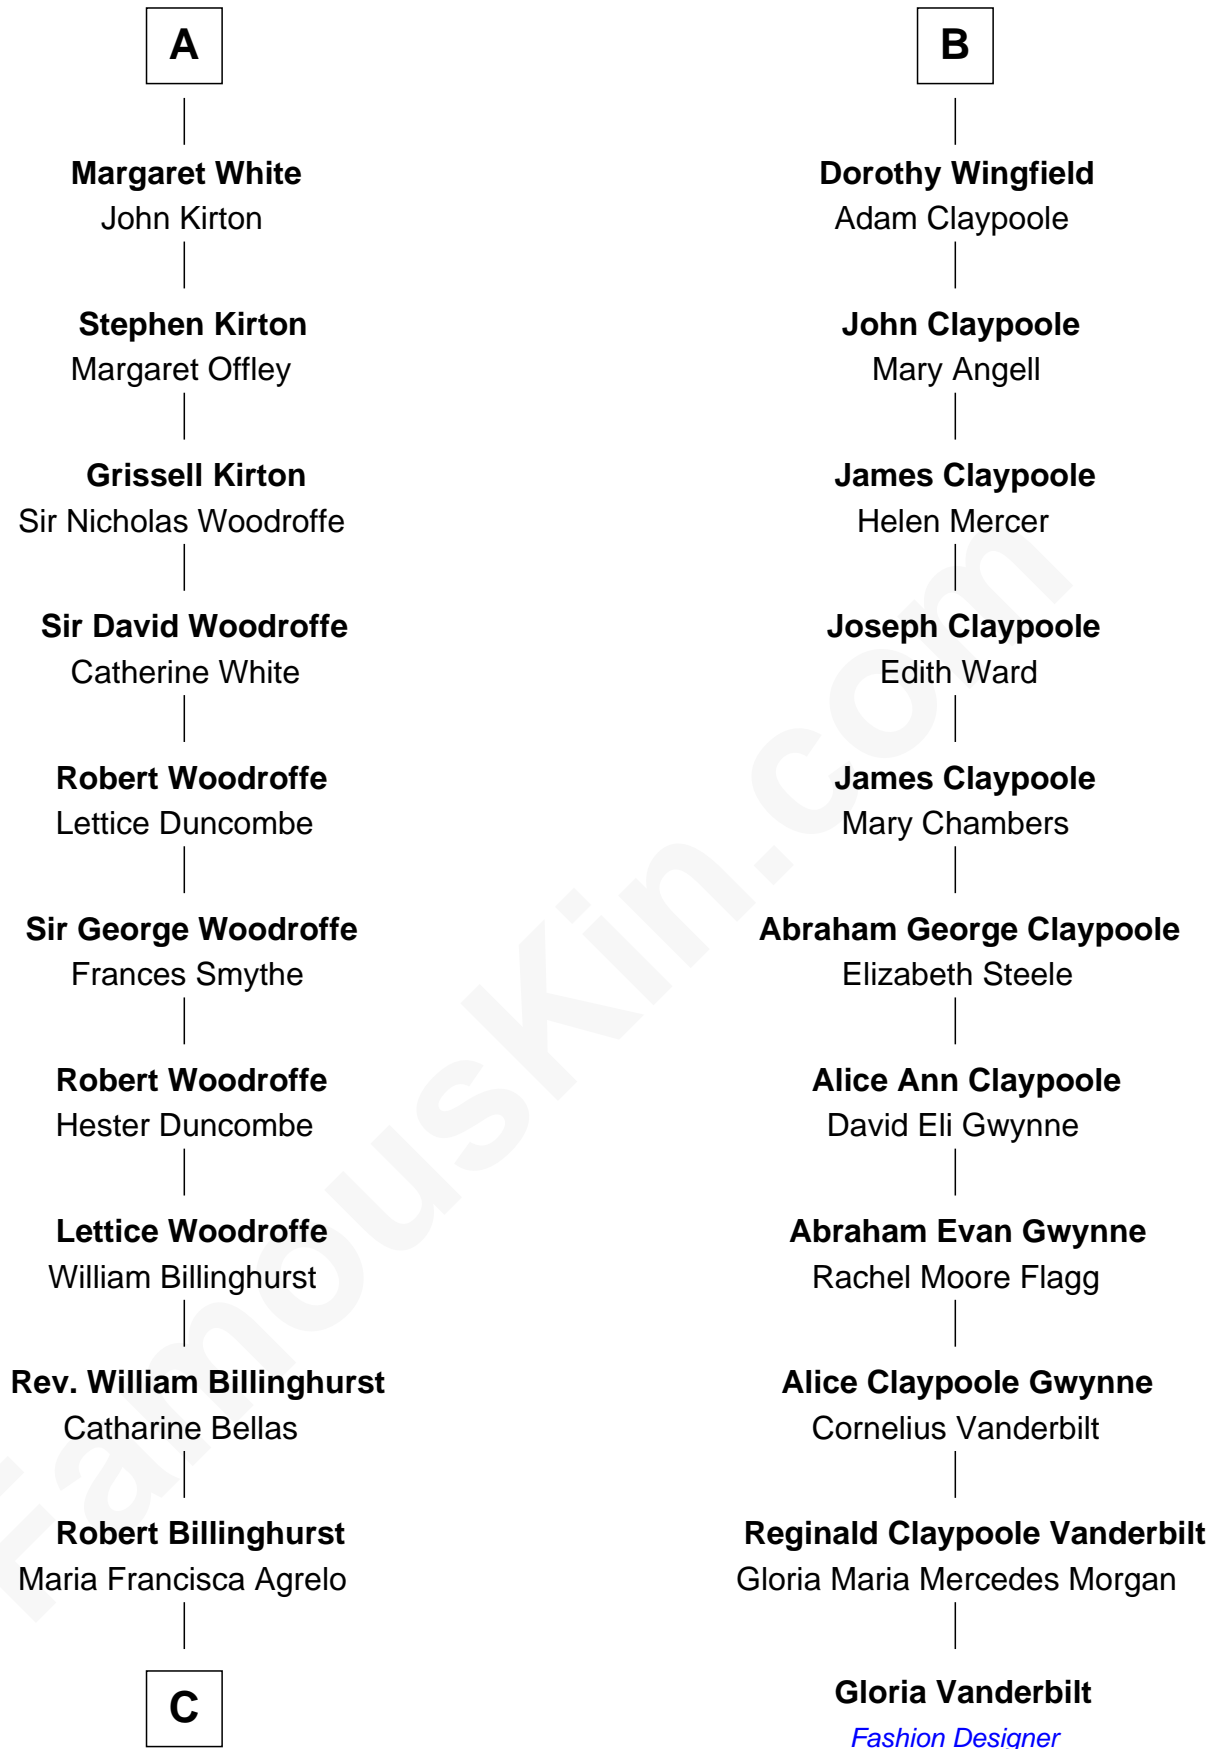 A
Margaret White
John Kirton
Stephen Kirton
Margaret Offley
Grissell Kirton
Sir Nicholas Woodroffe
Sir David Woodroffe
Catherine White
Robert Woodroffe
Lettice Duncombe
Sir George Woodroffe
Frances Smythe
Robert Woodroffe
Hester Duncombe
Lettice Woodroffe
William Billinghurst
Rev. William Billinghurst
Catharine Bellas
Robert Billinghurst
Maria Francisca Agrelo
C
B
Dorothy Wingfield
Adam Claypoole
John Claypoole
Mary Angell
James Claypoole
Helen Mercer
Joseph Claypoole
Edith Ward
James Claypoole
Mary Chambers
Abraham George Claypoole
Elizabeth Steele
Alice Ann Claypoole
David Eli Gwynne
Abraham Evan Gwynne
Rachel Moore Flagg
Alice Claypoole Gwynne
Cornelius Vanderbilt
Reginald Claypoole Vanderbilt
Gloria Maria Mercedes Morgan
Gloria Vanderbilt
Fashion Designer
FamousKin.com